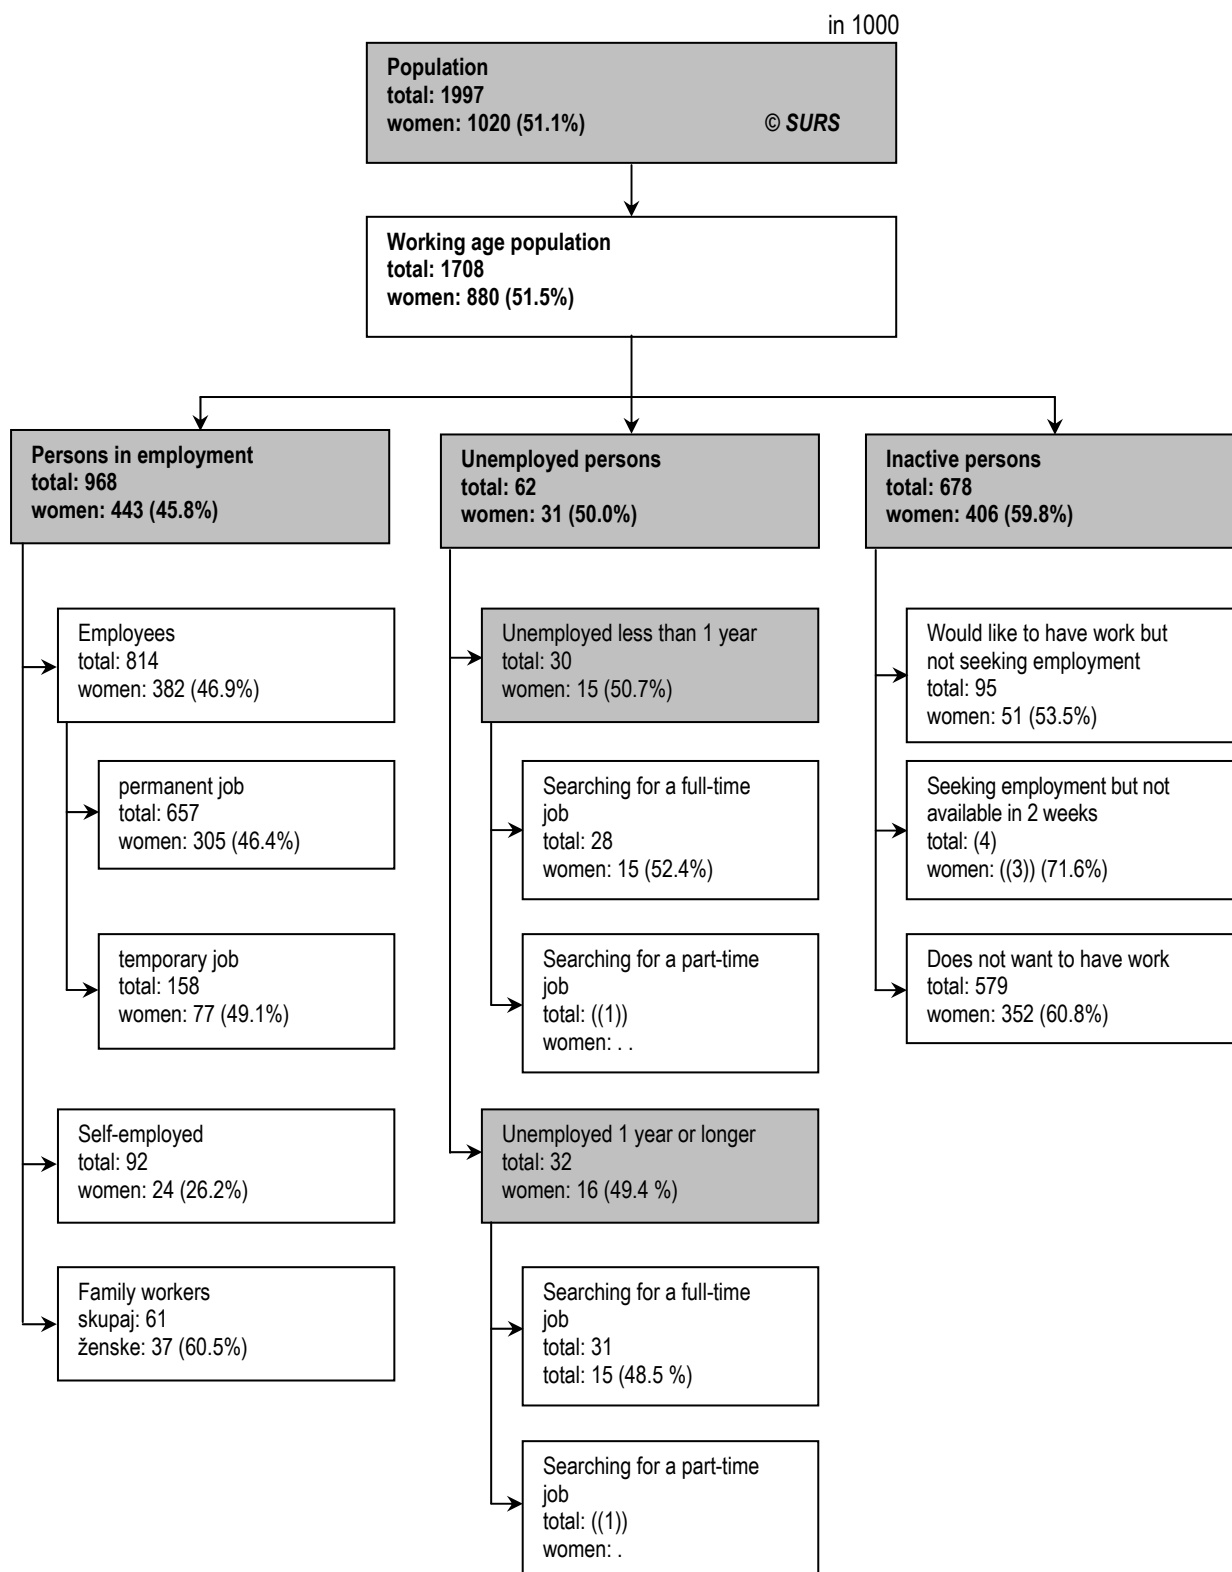 in 1000
Population
total: 1997
women: 1020 (51.1%) © SURS
Working age population
total: 1708
women: 880 (51.5%)
Persons in employment
total: 968
women: 443 (45.8%)
Employees
total: 814
women: 382 (46.9%)
permanent job
total: 657
women: 305 (46.4%)
temporary job
total: 158
women: 77 (49.1%)
Self-employed
total: 92
women: 24 (26.2%)
Family workers
skupaj: 61
ženske: 37 (60.5%)
Unemployed persons
total: 62
women: 31 (50.0%)
Unemployed less than 1 year
total: 30
women: 15 (50.7%)
Searching for a full-time
job
total: 28
women: 15 (52.4%)
Searching for a part-time
job
total: ((1))
women: . .
Unemployed 1 year or longer
total: 32
women: 16 (49.4 %)
Searching for a full-time
job
total: 31
total: 15 (48.5 %)
Searching for a part-time
job
total: ((1))
women: .
Inactive persons
total: 678
women: 406 (59.8%)
Would like to have work but
not seeking employment
total: 95
women: 51 (53.5%)
Seeking employment but not
available in 2 weeks
total: (4)
women: ((3)) (71.6%)
Does not want to have work
total: 579
women: 352 (60.8%)